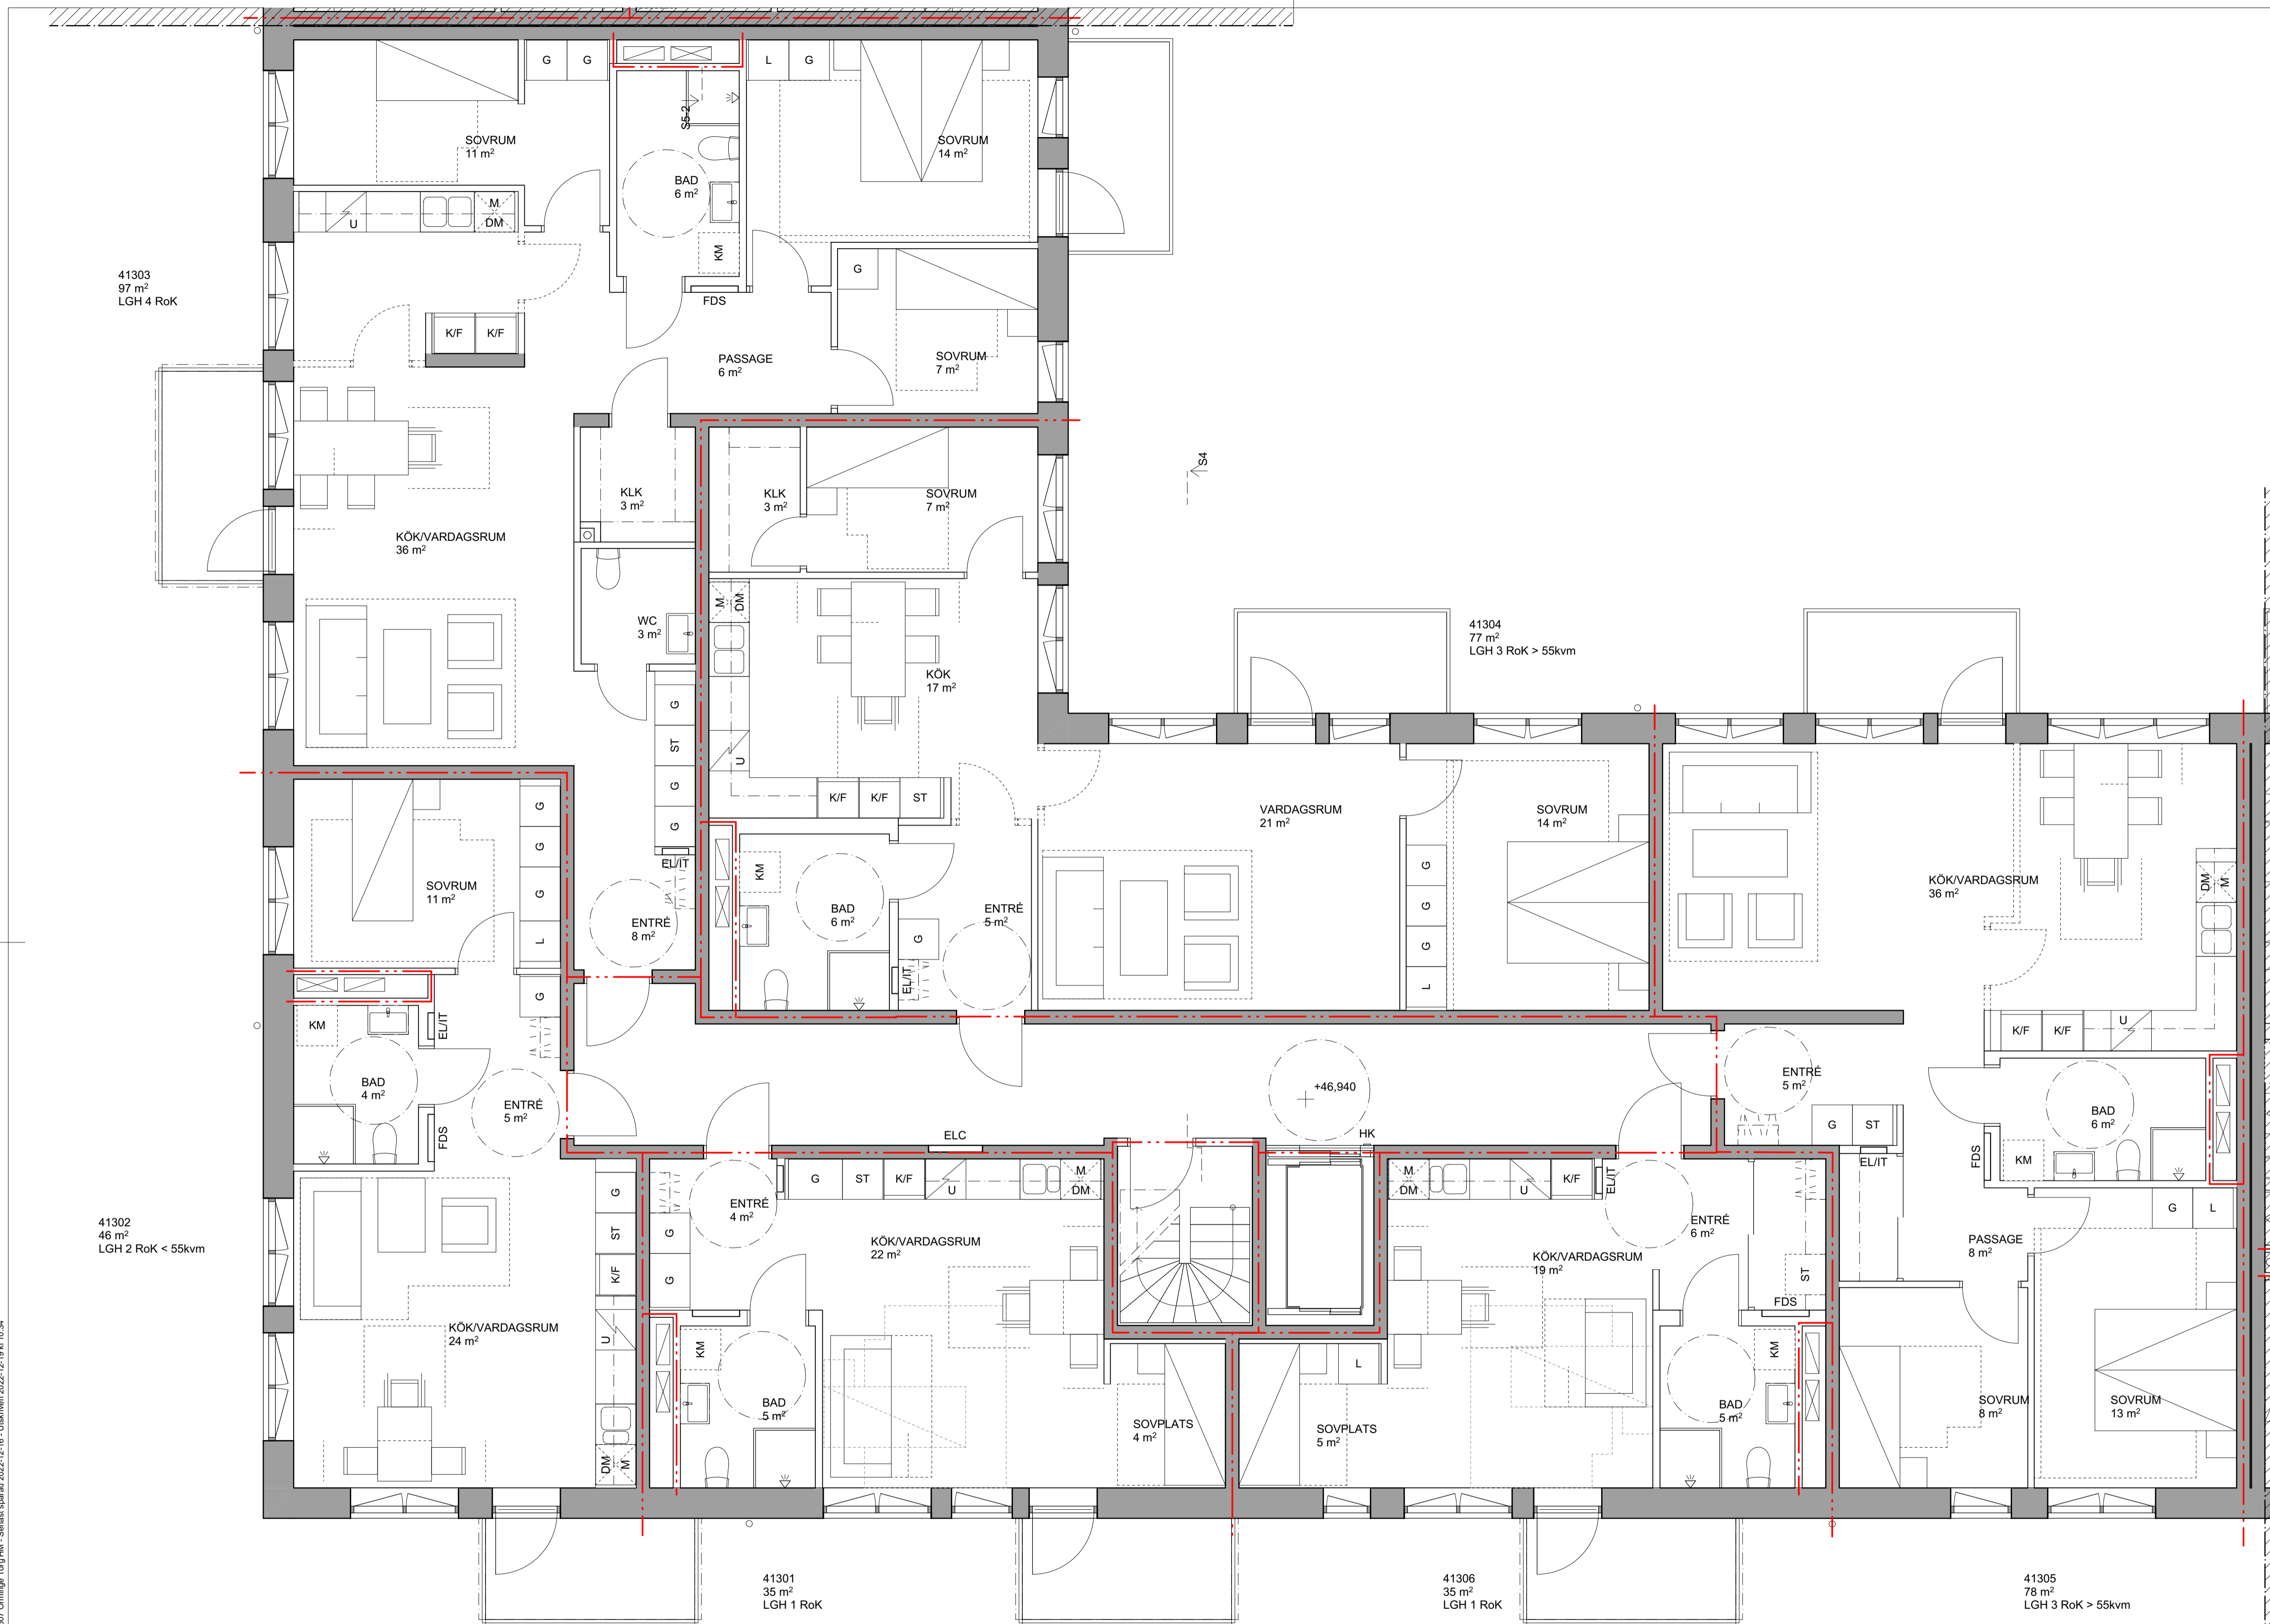 41303
97 m²
LGH 4 RoK
SOVRUM
11 m²
G
G
S5-2
BAD
6 m²
KM
L
G
SOVRUM
14 m²
U
M
DM
K/F
K/F
FDS
PASSAGE
6 m²
G
SOVRUM
7 m²
KÖK/VARDAGSRUM
36 m²
KLK
3 m²
WC
3 m²
G
ST
G
G
EL/IT
ENTRÉ
8 m²
KLK
3 m²
SOVRUM
7 m²
M
DM
KÖK
17 m²
U
K/F
K/F
ST
S4
41304
77 m²
LGH 3 RoK > 55kvm
KM
BAD
6 m²
G
EL/IT
ENTRÉ
5 m²
VARDAGSRUM
21 m²
G
G
G
L
SOVRUM
14 m²
KÖK/VARDAGSRUM
36 m²
DM
M
K/F
K/F
U
SOVRUM
11 m²
G
G
G
L
G
KM
EL/IT
BAD
4 m²
ENTRÉ
5 m²
FDS
41302
46 m²
LGH 2 RoK < 55kvm
G
ST
K/F
U
KÖK/VARDAGSRUM
24 m²
DM
M
ELC
+46,940
HK
ENTRÉ
4 m²
G
G
G
ST
K/F
U
M
DM
KÖK/VARDAGSRUM
22 m²
KM
BAD
5 m²
SOVPLATS
4 m²
SOVPLATS
5 m²
L
M
DM
U
K/F
EL/IT
KÖK/VARDAGSRUM
19 m²
ENTRÉ
6 m²
ST
FDS
KM
BAD
5 m²
ENTRÉ
5 m²
G
ST
EL/IT
FDS
KM
BAD
6 m²
PASSAGE
8 m²
G
L
SOVRUM
8 m²
SOVRUM
13 m²
41301
35 m²
LGH 1 RoK
41306
35 m²
LGH 1 RoK
41305
78 m²
LGH 3 RoK > 55kvm